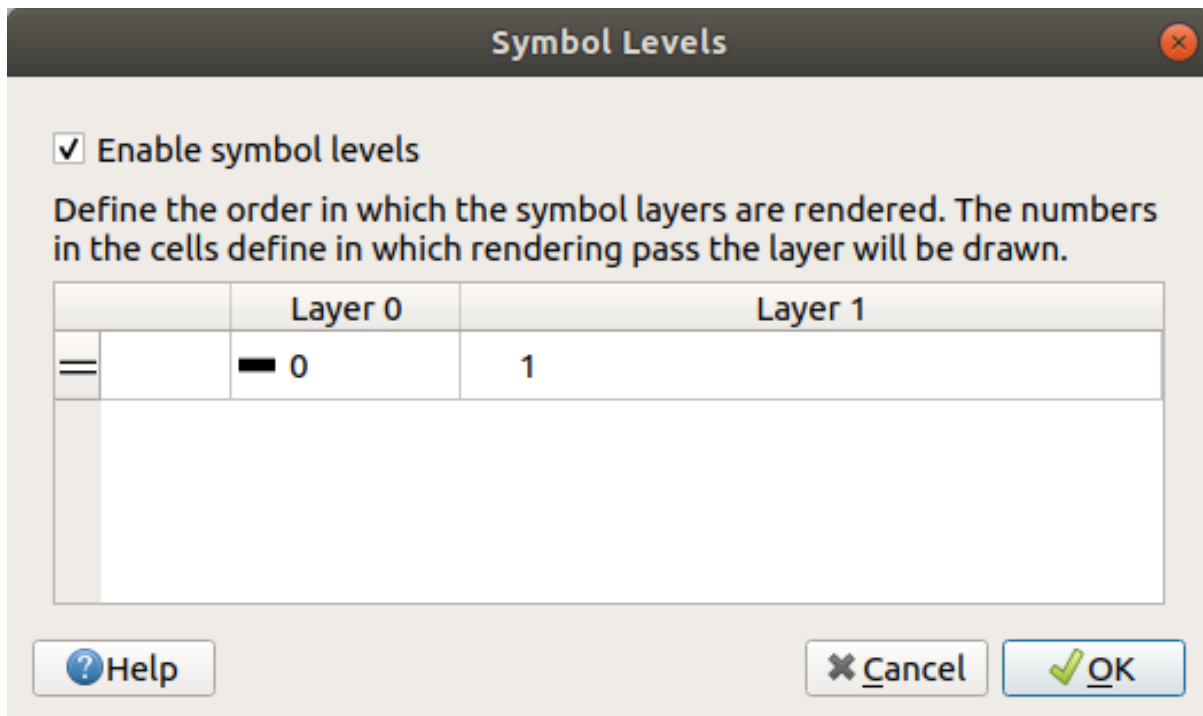 Symbol Levels
Enable symbol levels
Define the order in which the symbol layers are rendered. The numbers
in the cells define in which rendering pass the layer will be drawn.
Layer 0 Layer 1
0 1
Help Cancel OK